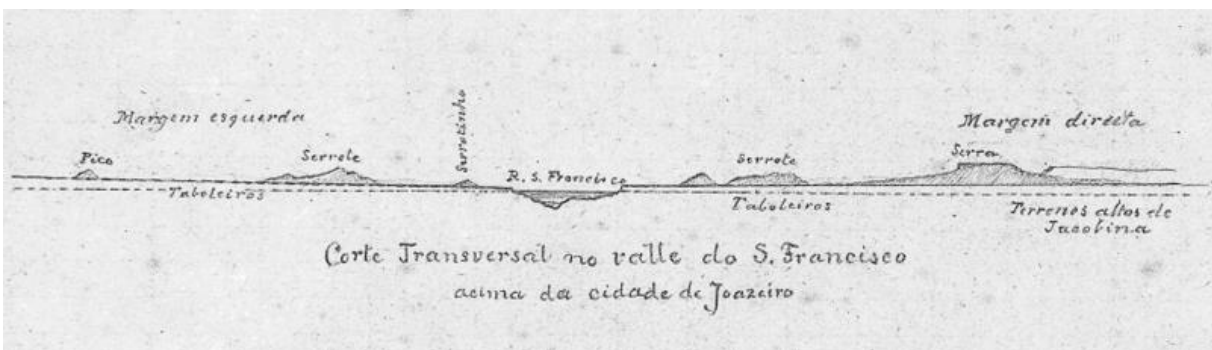 Margem esquerda
Margem directa
Pico
Serrote
Serrotinho
R. S. Francisco
Serrote
Serra
Taboleiros
Taboleiros
Terrenos altos de
Jacobina
Corte Transversal no valle do S. Francisco
acima da cidade de Joazeiro